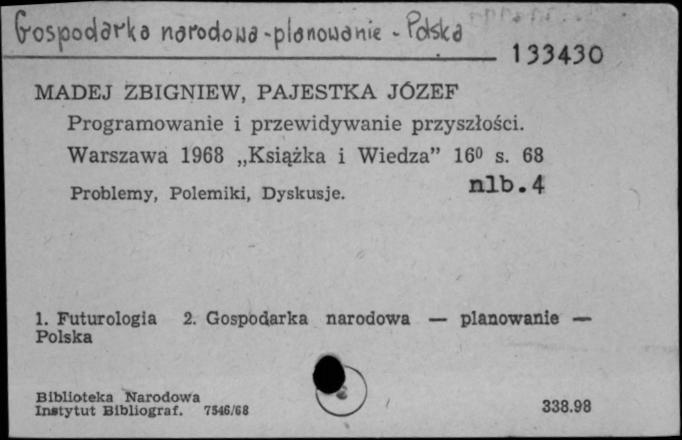 Gospodarka narodowa - planowanie - Polska
133430
MADEJ ZBIGNIEW, PAJESTKA JÓZEF
Programowanie i przewidywanie przyszłości.
Warszawa 1968 „Książka i Wiedza” 16⁰ s. 68
nlb. 4
Problemy, Polemiki, Dyskusje.
1. Futurologia 2. Gospodarka narodowa — planowanie —
Polska
Biblioteka Narodowa
Instytut Bibliograf. 7546/68
338.98